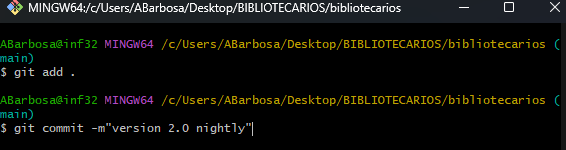 MINGW64:/c/Users/ABarbosa/Desktop/BIBLIOTECARIOS/bibliotecarios
ABarbosa@inf32 MINGW64 /c/Users/ABarbosa/Desktop/BIBLIOTECARIOS/bibliotecarios (
main)
$ git add .
ABarbosa@inf32 MINGW64 /c/Users/ABarbosa/Desktop/BIBLIOTECARIOS/bibliotecarios (
main)
$ git commit -m"version 2.0 nightly"